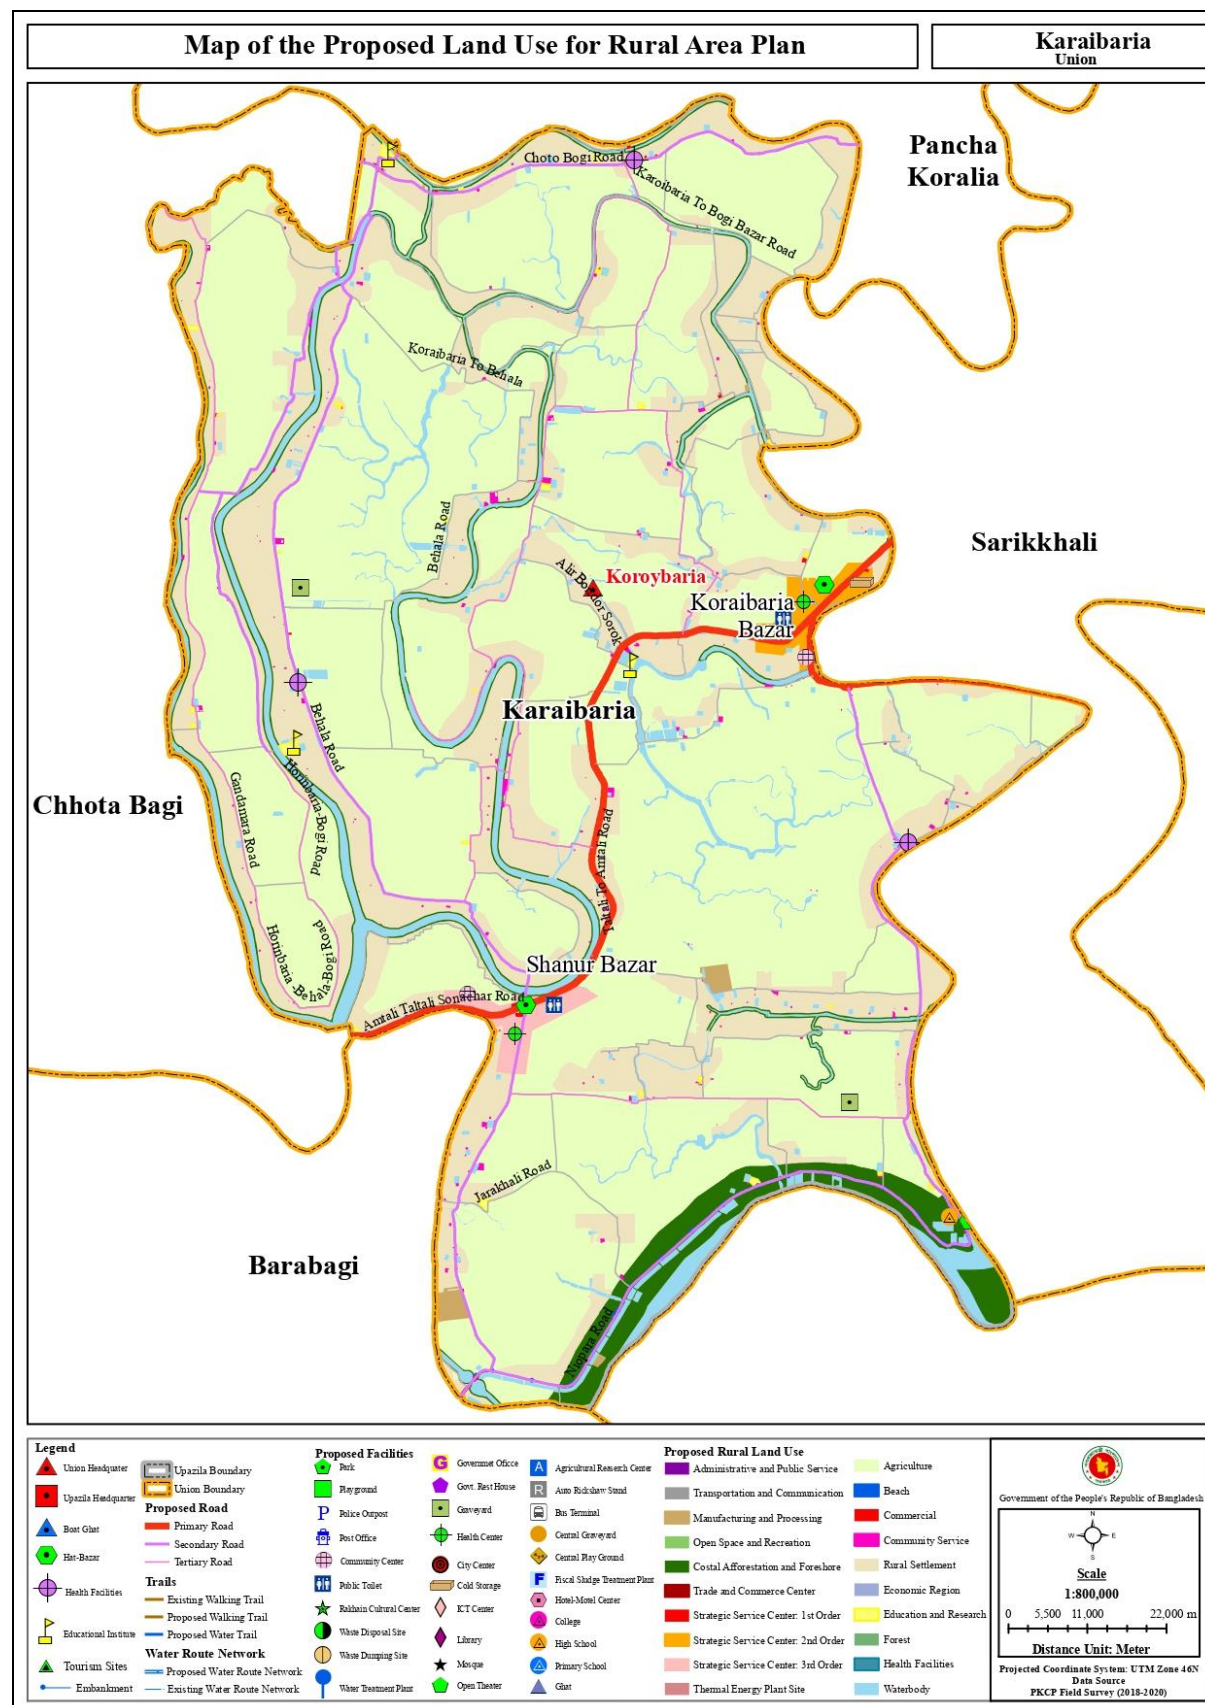 Map of the Proposed Land Use for Rural Area Plan
Karaibaria
Union
Pancha
Koralia
Choto Bogi Road
Karoibaria To Bogi Bazar Road
Koraibaria To Behala
Behala Road
Sarikkhali
Alir Bondor Sorok
Koroybaria
Koraibaria
Bazar
Karaibaria
Behala Road
Horinbaria-Bogi Road
Gandamara Road
Chhota Bagi
Taltali To Amtali Road
Horinbaria -Behala-Bogi Road
Shanur Bazar
Amtali Taltali Sonachar Road
Jarakhali Road
Barabagi
Niopara Road
Legend
Union Headquater
Upazila Headquarter
Boat Ghat
Hat-Bazar
Health Facilities
Educational Institute
Tourism Sites
Embankment
Upazila Boundary
Union Boundary
Proposed Road
Primary Road
Secondary Road
Tertiary Road
Trails
Existing Walking Trail
Proposed Walking Trail
Proposed Water Trail
Water Route Network
Proposed Water Route Network
Existing Water Route Network
Proposed Facilities
Park
Playground
P Police Outpost
Post Office
Community Center
Public Toilet
Rakhain Cultural Center
Waste Disposal Site
Waste Dumping Site
Water Treatment Plant
G Governmet Officce
Govt. Rest House
Graveyard
Health Center
City Center
Cold Storage
ICT Center
Library
Mosque
Open Theater
A Agricultural Reaserch Center
R Auto Rickshaw Stand
Bus Terminal
Central Graveyard
Central Play Ground
F Fiscal Sludge Treatment Plant
Hotel-Motel Center
College
High School
Primary School
Ghat
Proposed Rural Land Use
Administrative and Public Service
Transportation and Communication
Manufacturing and Processing
Open Space and Recreation
Costal Afforestation and Foreshore
Trade and Commerce Center
Strategic Service Center: 1st Order
Strategic Service Center: 2nd Order
Strategic Service Center: 3rd Order
Thermal Energy Plant Site
Agriculture
Beach
Commercial
Community Service
Rural Settlement
Economic Region
Education and Research
Forest
Health Facilities
Waterbody
Government of the People's Republic of Bangladesh
N
W E
S
Scale
1:800,000
0 5,500 11,000 22,000 m
Distance Unit: Meter
Projected Coordinate System: UTM Zone 46N
Data Source
PKCP Field Survey (2018-2020)